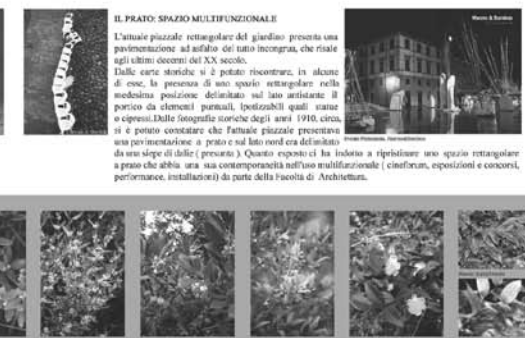 IL PRATO: SPAZIO MULTIFUNZIONALE
L'attuale piazzale rettangolare del giardino presenta una
pavimentazione ad asfalto del tutto incongrua, che risale
agli ultimi decenni del XX secolo.
Dalle carte storiche si è potuto riscontrare, in alcune
di esse, la presenza di uno spazio rettangolare nella
medesima posizione delimitato sul lato antistante il
portico da elementi puntuali, ipotizzabili quali statue
o cipressi.Dalle fotografie storiche degli anni 1910, circa,
si è potuto constatare che l'attuale piazzale presentava
una pavimentazione a prato e sul lato nord era delimitato
da una siepe di dalie ( presunta ). Quanto esposto ci ha indotto a ripristinare uno spazio rettangolare
a prato che abbia una sua contemporaneità nell'uso multifunzionale ( cineforum, esposizioni e concorsi,
performance, installazioni) da parte della Facoltà di Architettura.